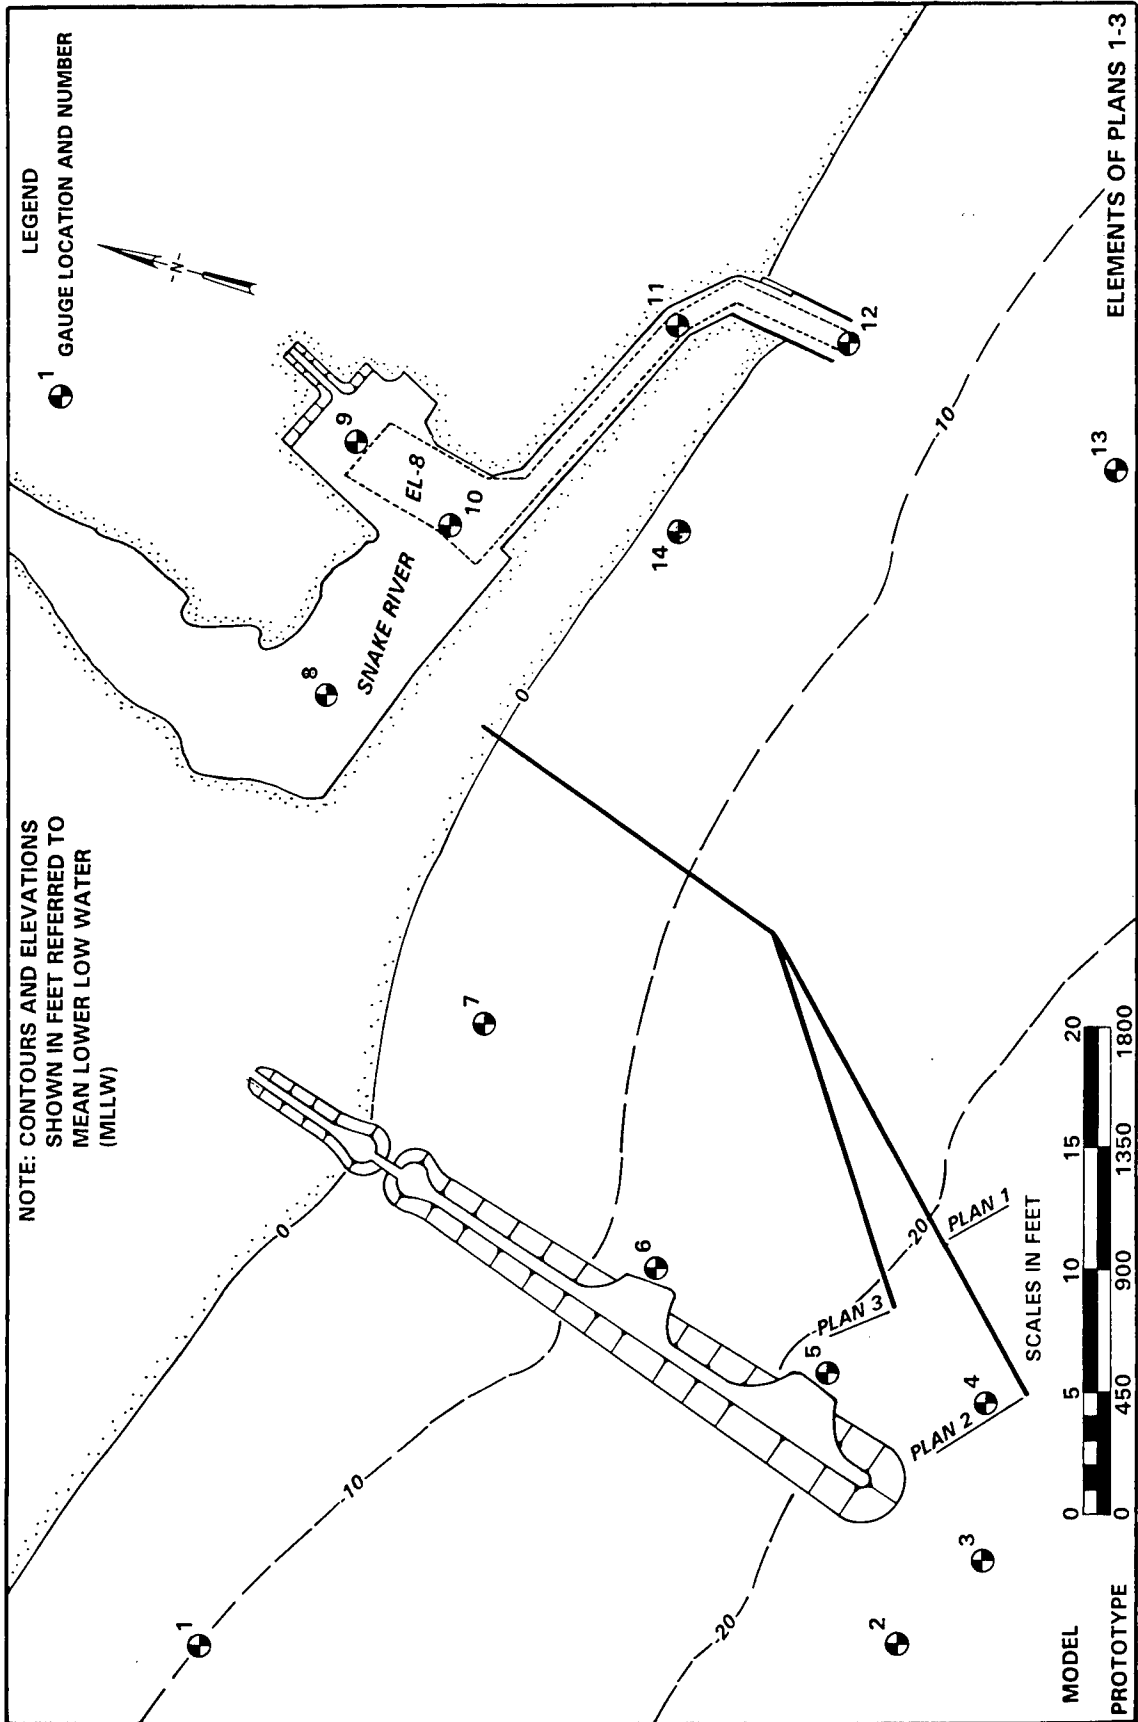 NOTE: CONTOURS AND ELEVATIONS
SHOWN IN FEET REFERRED TO
MEAN LOWER LOW WATER
(MLLW)
LEGEND
1
GAUGE LOCATION AND NUMBER
-N-
1
2
3
4
5
6
7
8
9
10
11
12
13
14
EL-8
SNAKE RIVER
0
0
-10
-10
-20
-20
PLAN 1
PLAN 2
PLAN 3
SCALES IN FEET
MODEL
0 5 10 15 20
PROTOTYPE
0 450 900 1350 1800
ELEMENTS OF PLANS 1-3